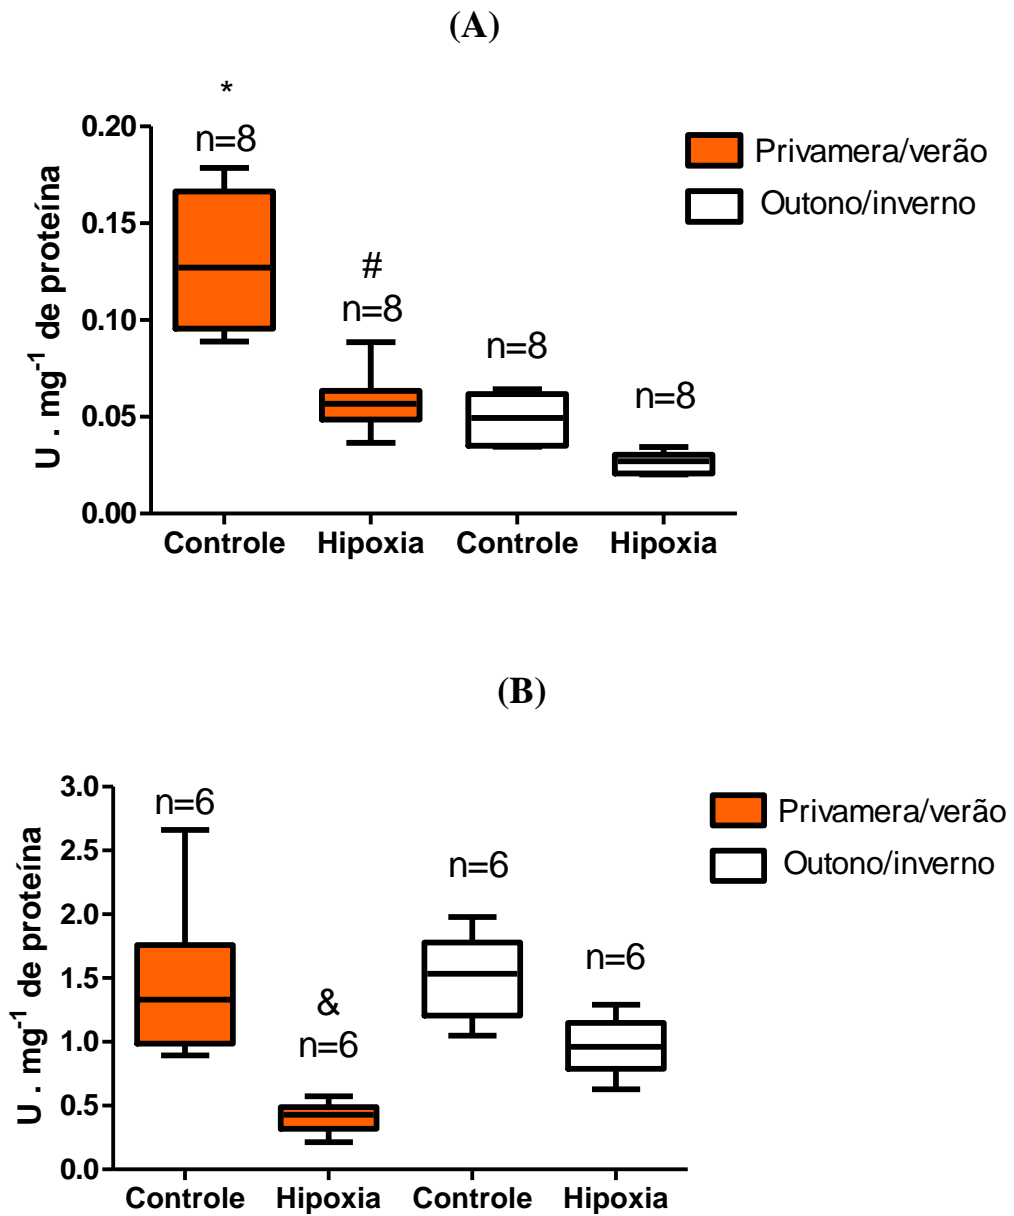 (A)
*
n=8
#
n=8
n=8
n=8
Privamera/verão
Outono/inverno
U . mg-1 de proteína
0.20
0.15
0.10
0.05
0.00
Controle Hipoxia Controle Hipoxia
(B)
n=6
&
n=6
n=6
n=6
Privamera/verão
Outono/inverno
U . mg-1 de proteína
3.0
2.5
2.0
1.5
1.0
0.5
0.0
Controle Hipoxia Controle Hipoxia